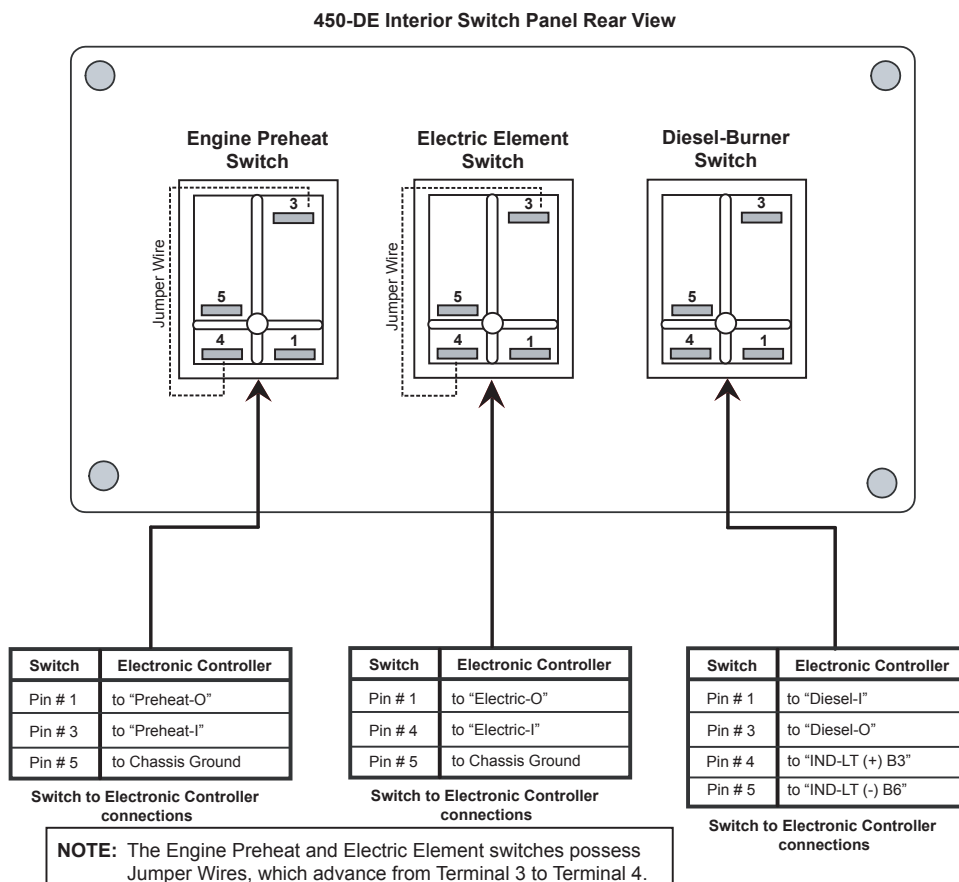 450-DE Interior Switch Panel Rear View
Engine Preheat
Switch
Electric Element
Switch
Diesel-Burner
Switch
Jumper Wire
3
5
4 1
Jumper Wire
3
5
4 1
3
5
4 1
Switch Electronic Controller
Pin # 1 to “Preheat-O”
Pin # 3 to “Preheat-I”
Pin # 5 to Chassis Ground
Switch to Electronic Controller
connections
Switch Electronic Controller
Pin # 1 to “Electric-O”
Pin # 4 to “Electric-I”
Pin # 5 to Chassis Ground
Switch to Electronic Controller
connections
Switch Electronic Controller
Pin # 1 to “Diesel-I”
Pin # 3 to “Diesel-O”
Pin # 4 to “IND-LT (+) B3”
Pin # 5 to “IND-LT (-) B6”
Switch to Electronic Controller
connections
NOTE: The Engine Preheat and Electric Element switches possess
Jumper Wires, which advance from Terminal 3 to Terminal 4.